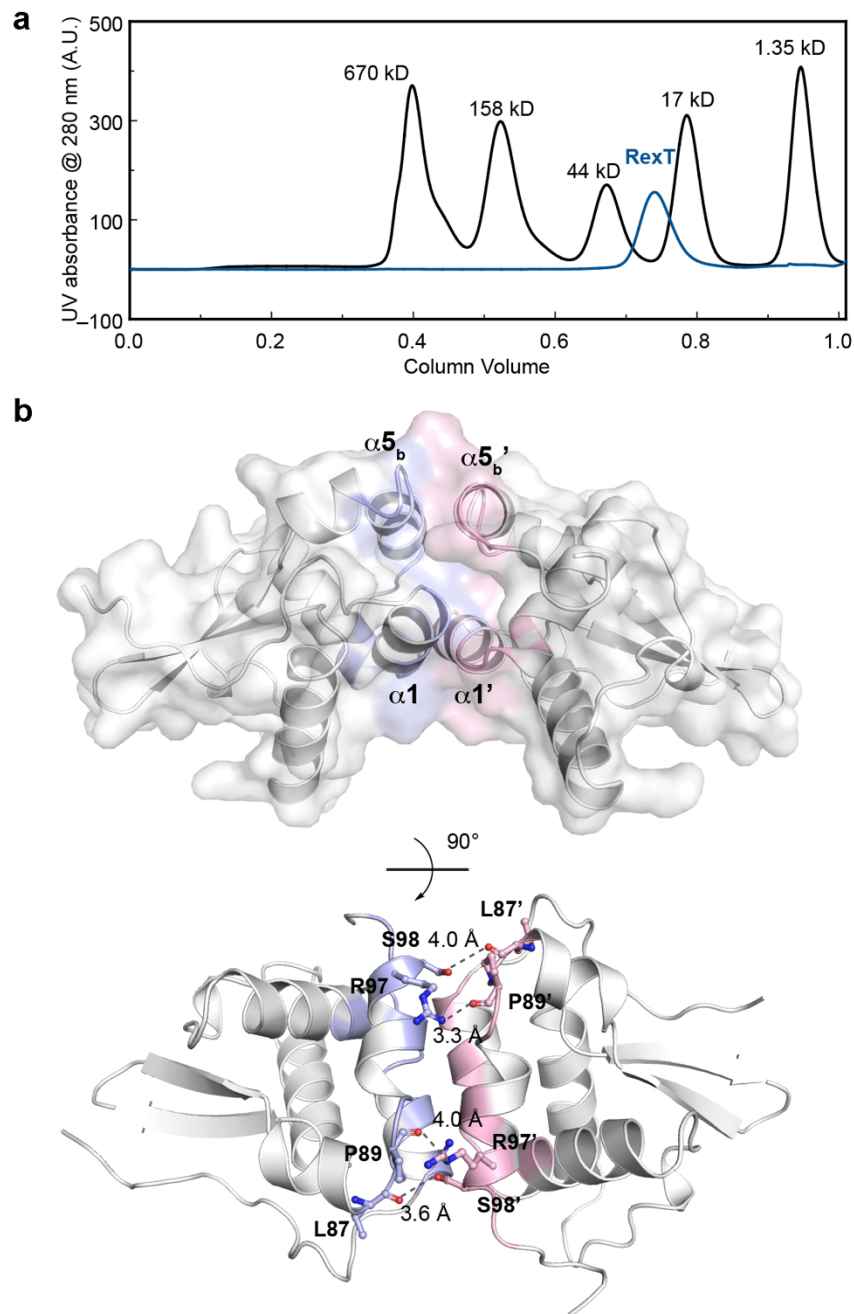 a
UV absorbance @ 280 nm (A.U.)
500
300
100
–100
670 kD
158 kD
44 kD
RexT
17 kD
1.35 kD
0.0
0.2
0.4
0.6
0.8
1.0
Column Volume
b
α5b
α5b’
α1
α1’
90°
S98
4.0 Å
L87’
R97
P89’
3.3 Å
4.0 Å
P89
R97’
L87
3.6 Å
S98’